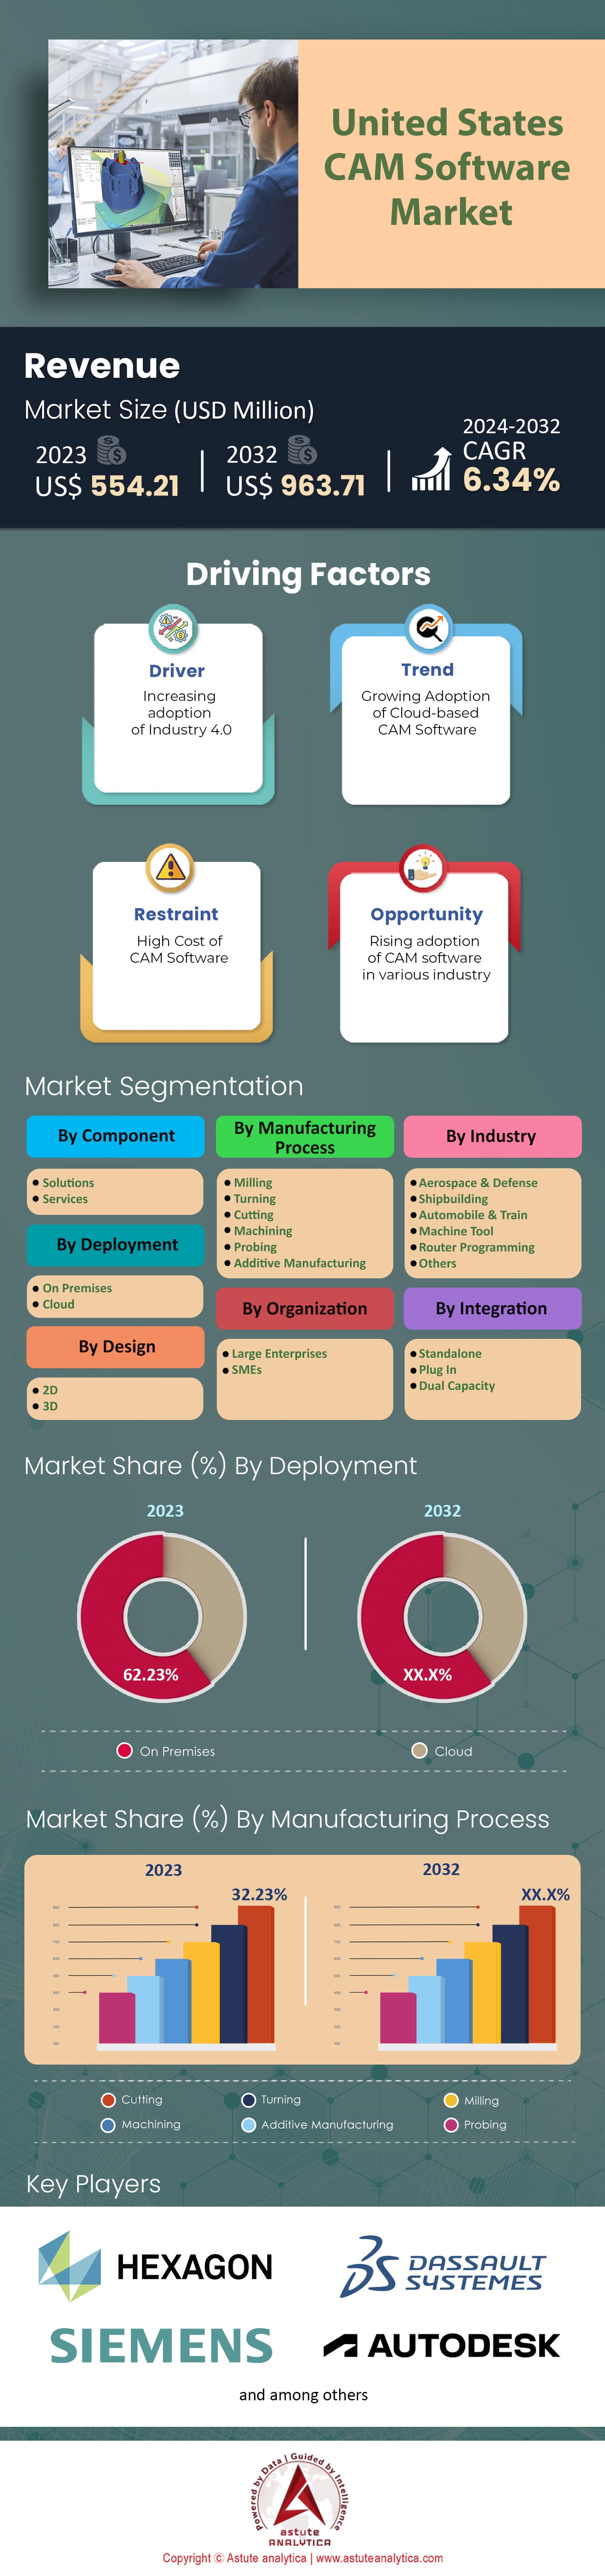 United States
CAM Software
Market
Revenue
Market Size (USD Million)
2023
US$ 554.21
2032
US$ 963.71
2024-2032
CAGR
6.34%
Driving Factors
Driver
Increasing
adoption
of Industry 4.0
Trend
Growing Adoption
of Cloud-based
CAM Software
Restraint
High Cost of
CAM Software
Opportunity
Rising adoption
of CAM software
in various industry
Market Segmentation
By Component
Solutions
Services
By Deployment
On Premises
Cloud
By Design
2D
3D
By Manufacturing
Process
Milling
Turning
Cutting
Machining
Probing
Additive Manufacturing
By Organization
Large Enterprises
SMEs
By Industry
Aerospace & Defense
Shipbuilding
Automobile & Train
Machine Tool
Router Programming
Others
By Integration
Standalone
Plug In
Dual Capacity
Market Share (%) By Deployment
2023
62.23%
2032
XX.X%
On Premises
Cloud
Market Share (%) By Manufacturing Process
2023
32.23%
2032
XX.X%
Cutting
Turning
Milling
Machining
Additive Manufacturing
Probing
Key Players
HEXAGON
DASSAULT
SYSTEMES
SIEMENS
AUTODESK
and among others
Powered by Data | Guided by Intelligence
astute
ANALYTICA
Copyright © Astute analytica | www.astuteanalytica.com